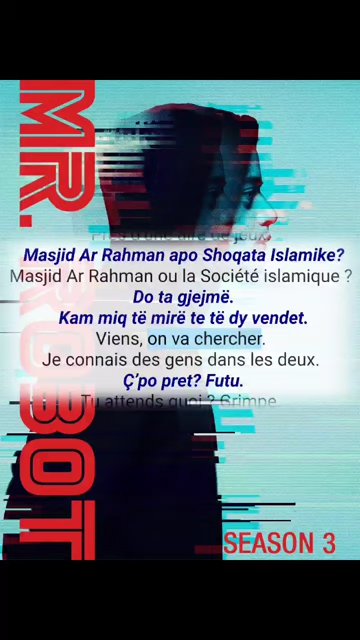 MR. ROBOT
Masjid Ar Rahman apo Shoqata Islamike?
Masjid Ar Rahman ou la Société islamique ?
Do ta gjejmë.
Kam miq të mirë te të dy vendet.
Viens, on va chercher.
Je connais des gens dans les deux.
Ç'po pret? Futu.
Tu attends quoi ? Grimpe.
SEASON 3